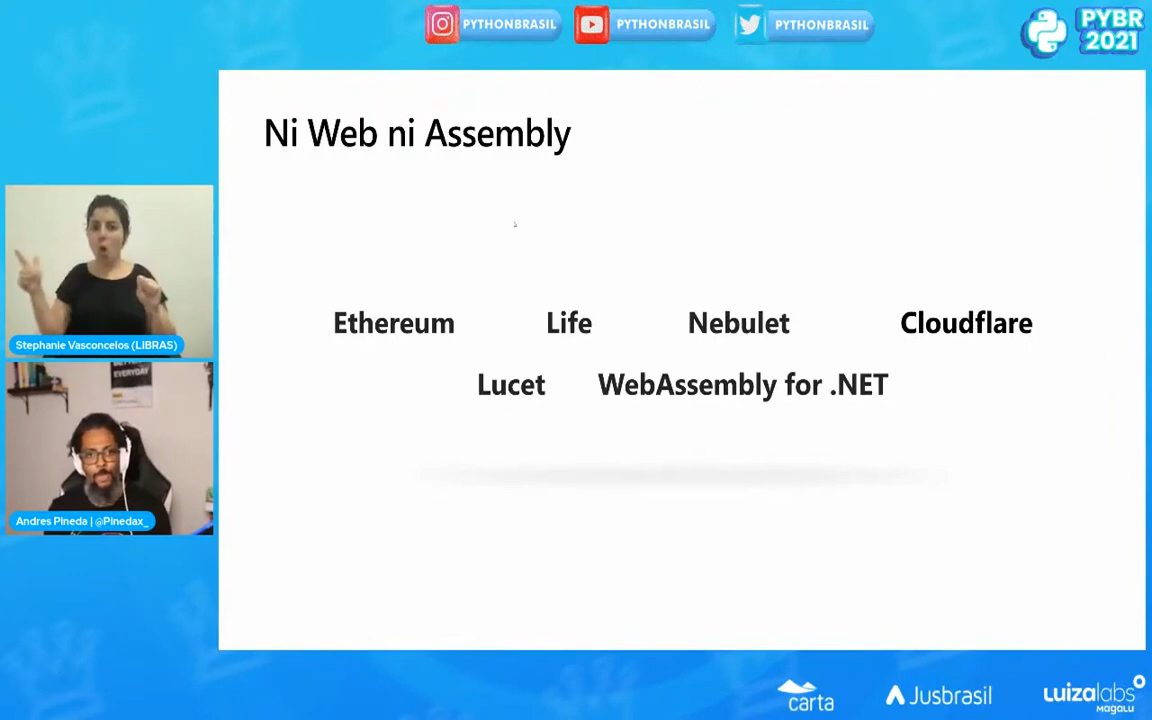 PYTHONBRASIL
PYTHONBRASIL
PYTHONBRASIL
PYBR
2021
Ni Web ni Assembly
Ethereum
Life
Nebulet
Cloudflare
Lucet
WebAssembly for .NET
Stephanie Vasconcelos (LIBRAS)
EVERYDAY
Andres Pineda | @Pinedax_
carta
Jusbrasil
luizalabs
MAGALU